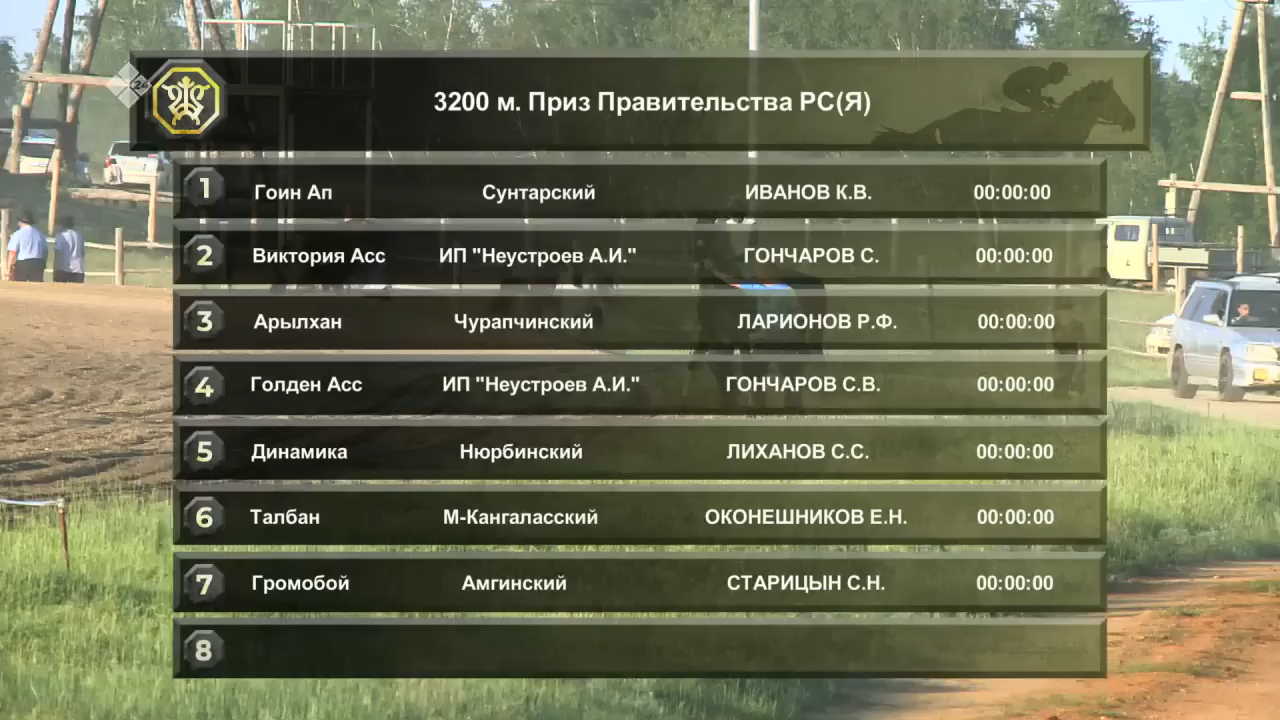 24
3200 м. Приз Правительства РС(Я)
1 Гоин Ап Сунтарский ИВАНОВ К.В. 00:00:00
2 Виктория Асс ИП "Неустроев А.И." ГОНЧАРОВ С. 00:00:00
3 Арылхан Чурапчинский ЛАРИОНОВ Р.Ф. 00:00:00
4 Голден Асс ИП "Неустроев А.И." ГОНЧАРОВ С.В. 00:00:00
5 Динамика Нюрбинский ЛИХАНОВ С.С. 00:00:00
6 Талбан М-Кангаласский ОКОНЕШНИКОВ Е.Н. 00:00:00
7 Громобой Амгинский СТАРИЦЫН С.Н. 00:00:00
8